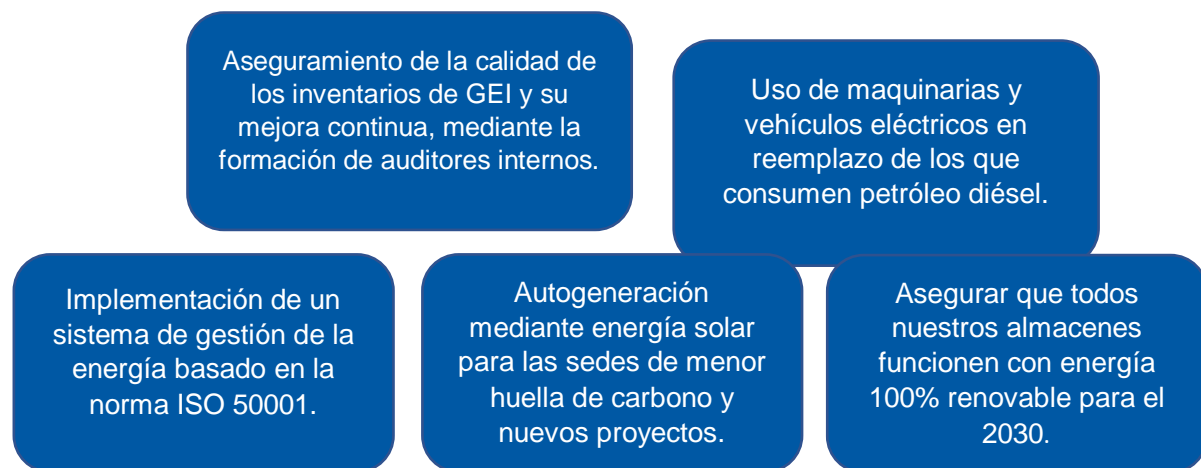 Aseguramiento de la calidad de
los inventarios de GEI y su
mejora continua, mediante la
formación de auditores internos.
Uso de maquinarias y
vehículos eléctricos en
reemplazo de los que
consumen petróleo diésel.
Implementación de un
sistema de gestión de la
energía basado en la
norma ISO 50001.
Autogeneración
mediante energía solar
para las sedes de menor
huella de carbono y
nuevos proyectos.
Asegurar que todos
nuestros almacenes
funcionen con energía
100% renovable para el
2030.